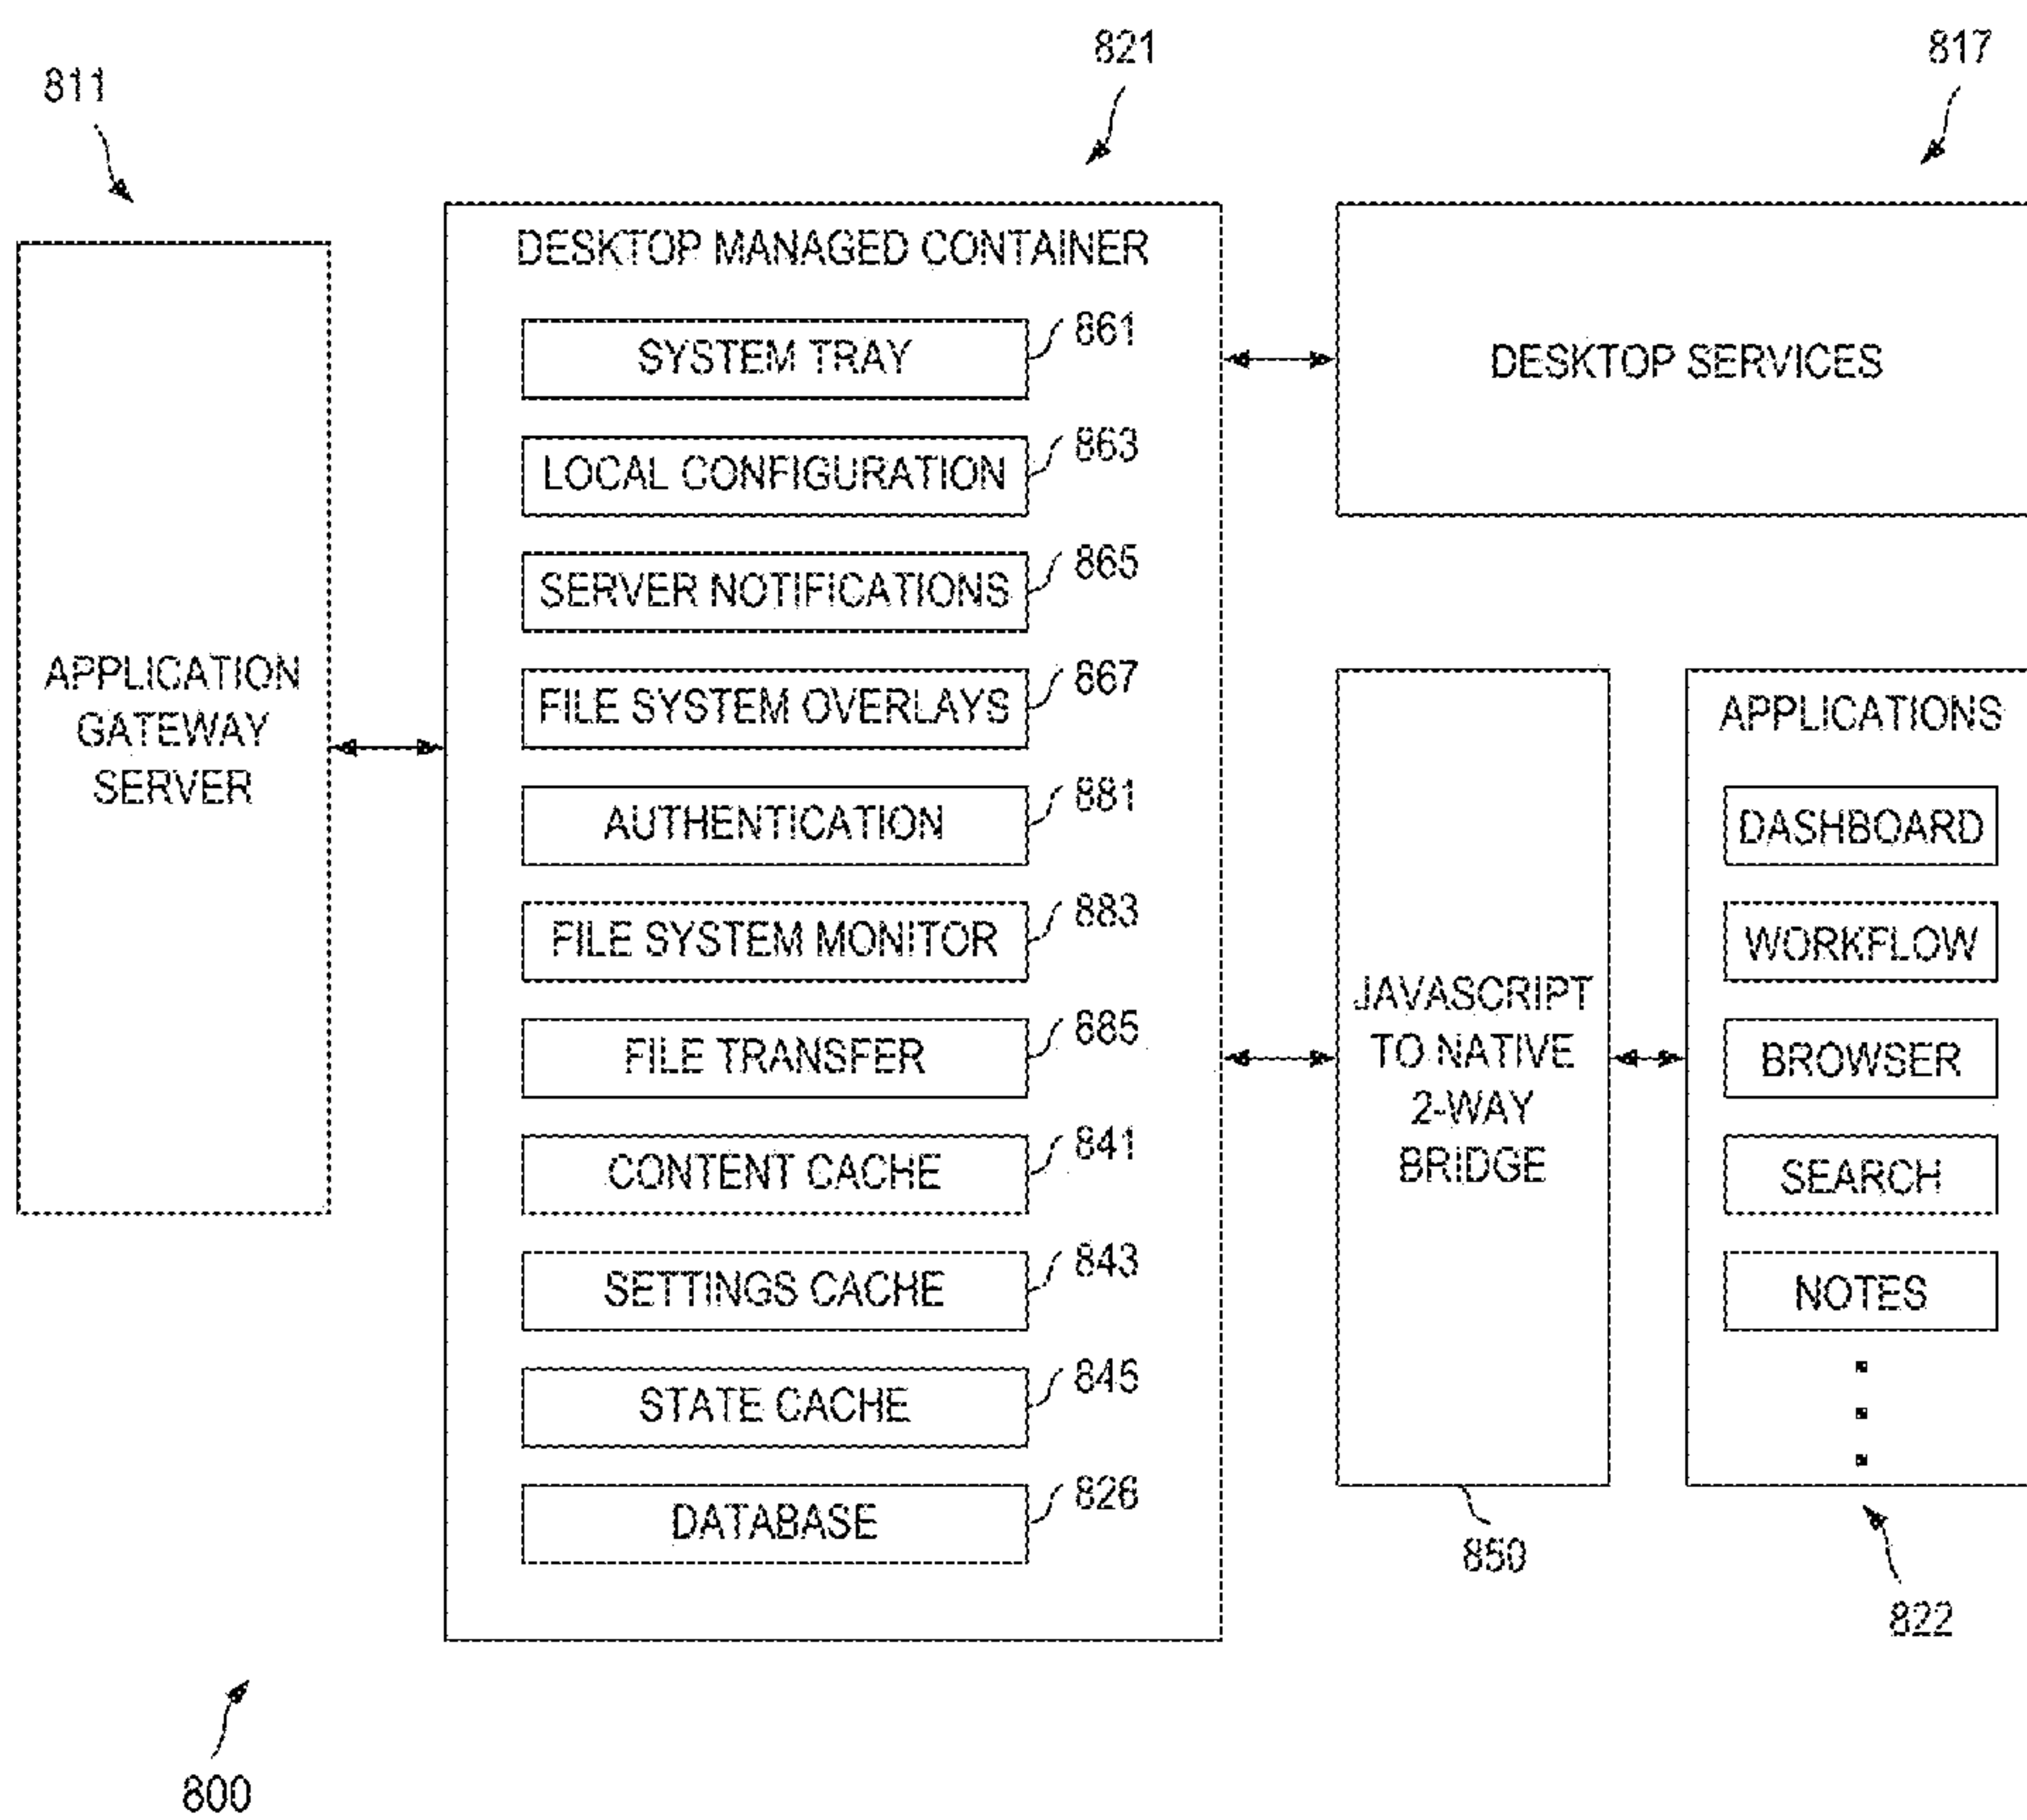 821
817
811
DESKTOP MANAGED CONTAINER
SYSTEM TRAY
861
LOCAL CONFIGURATION
863
SERVER NOTIFICATIONS
865
FILE SYSTEM OVERLAYS
867
AUTHENTICATION
881
FILE SYSTEM MONITOR
883
FILE TRANSFER
885
CONTENT CACHE
841
SETTINGS CACHE
843
STATE CACHE
845
DATABASE
826
APPLICATION
GATEWAY
SERVER
DESKTOP SERVICES
JAVASCRIPT
TO NATIVE
2-WAY
BRIDGE
850
APPLICATIONS
DASHBOARD
WORKFLOW
BROWSER
SEARCH
NOTES
822
800